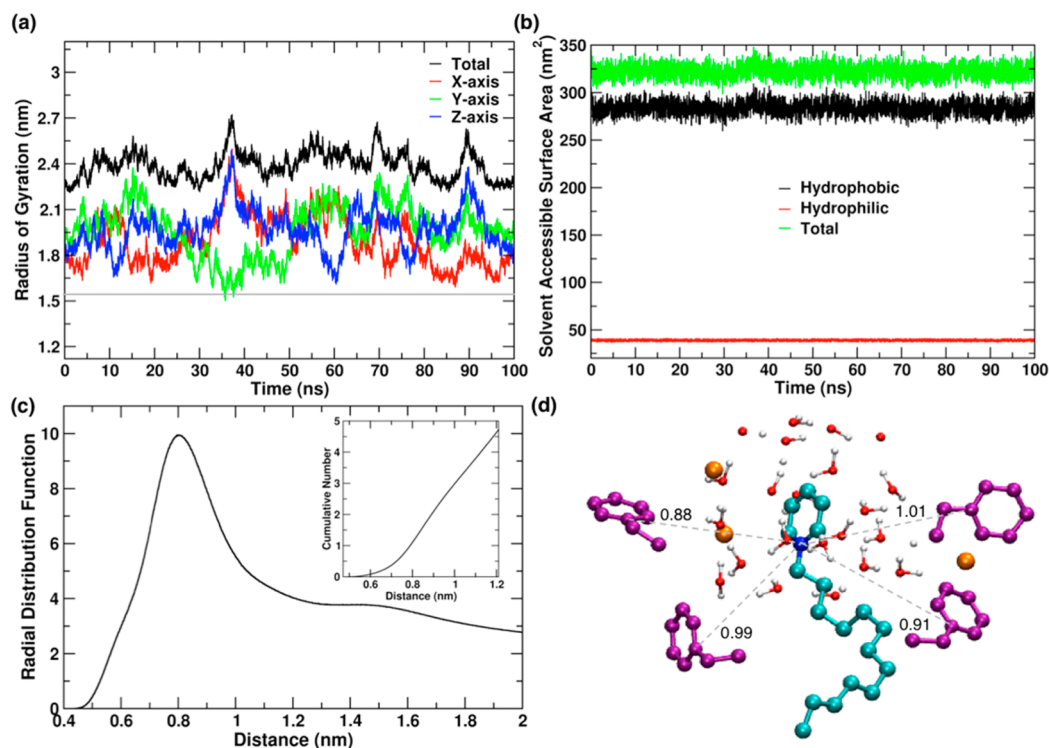 (a)
Radius of Gyration (nm)
3
2.7
2.4
2.1
1.8
1.5
1.2
Total
X-axis
Y-axis
Z-axis
0 10 20 30 40 50 60 70 80 90 100
Time (ns)
(b)
Solvent Accessible Surface Area (nm²)
350
300
250
200
150
100
50
Hydrophobic
Hydrophilic
Total
0 10 20 30 40 50 60 70 80 90 100
Time (ns)
(c)
Radial Distribution Function
10
8
6
4
2
0
0.4 0.6 0.8 1 1.2 1.4 1.6 1.8 2
Distance (nm)
Cumulative Number
5
4
3
2
1
0
0.6 0.8 1 1.2
Distance (nm)
(d)
0.88
1.01
0.99
0.91